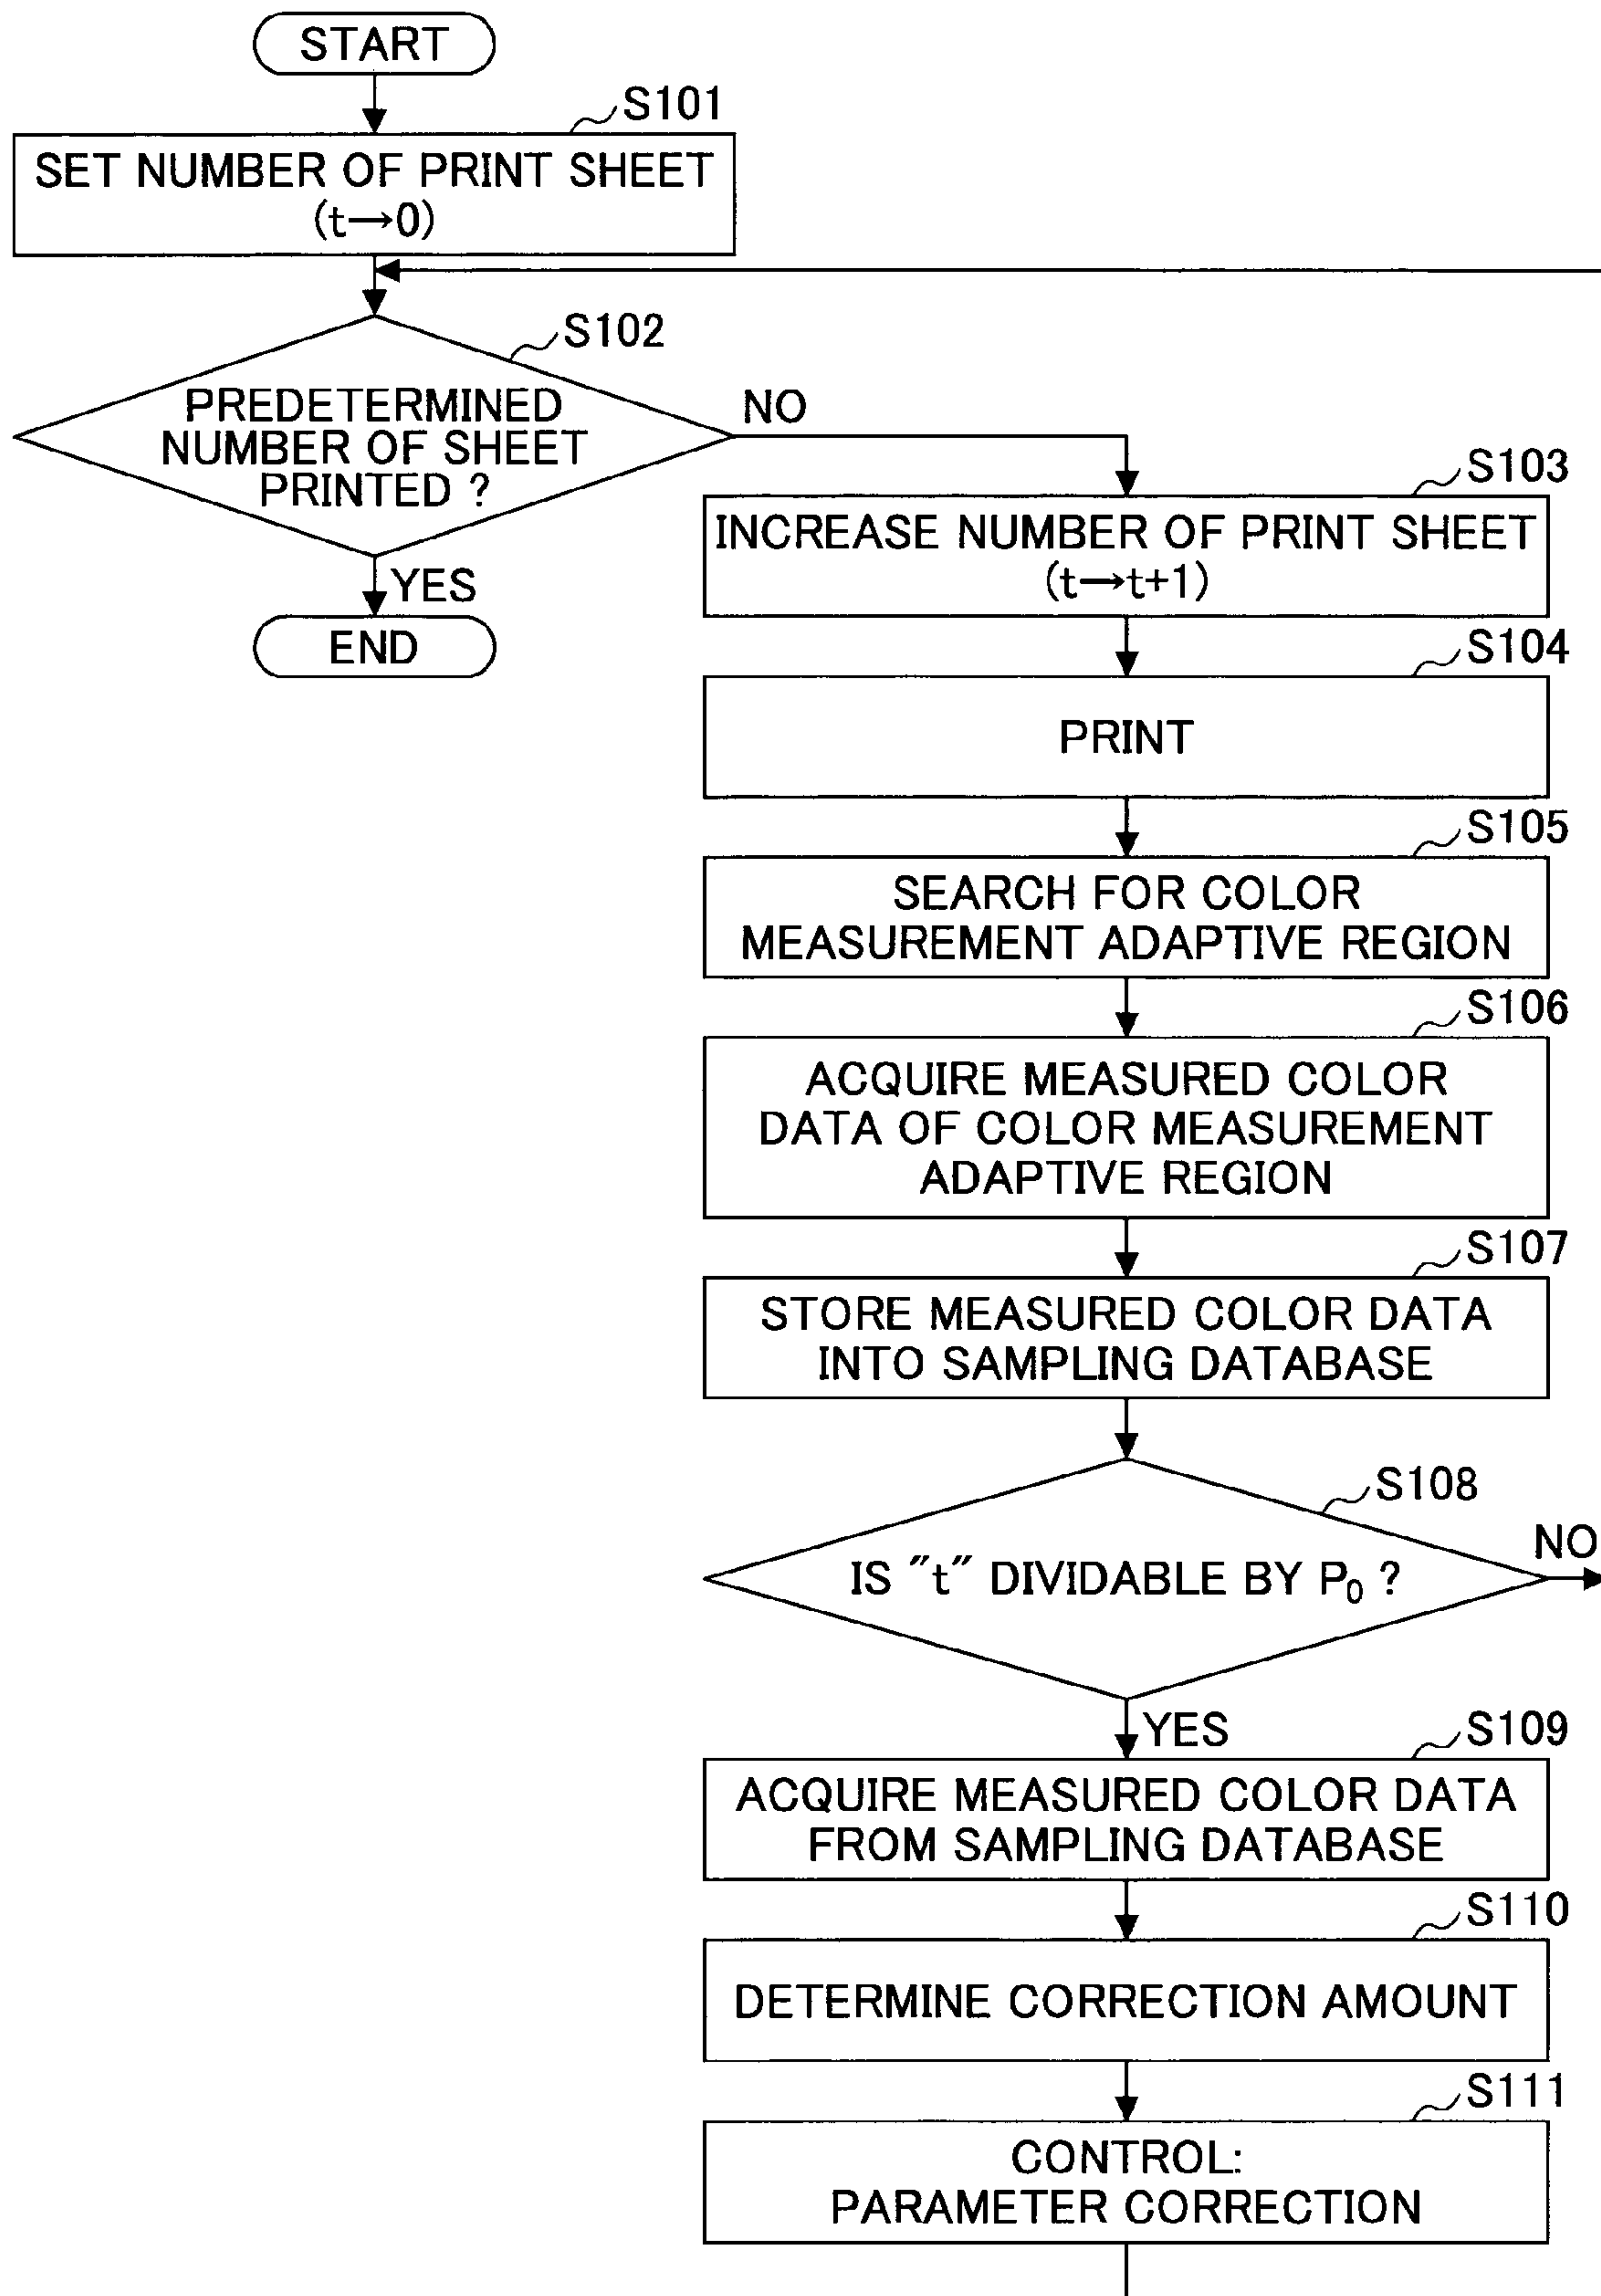 START
S101
SET NUMBER OF PRINT SHEET
(t→0)
S102
PREDETERMINED
NUMBER OF SHEET
PRINTED ?
NO
YES
END
S103
INCREASE NUMBER OF PRINT SHEET
(t→t+1)
S104
PRINT
S105
SEARCH FOR COLOR
MEASUREMENT ADAPTIVE REGION
S106
ACQUIRE MEASURED COLOR
DATA OF COLOR MEASUREMENT
ADAPTIVE REGION
S107
STORE MEASURED COLOR DATA
INTO SAMPLING DATABASE
S108
IS "t" DIVIDABLE BY P₀ ?
NO
YES
S109
ACQUIRE MEASURED COLOR DATA
FROM SAMPLING DATABASE
S110
DETERMINE CORRECTION AMOUNT
S111
CONTROL:
PARAMETER CORRECTION